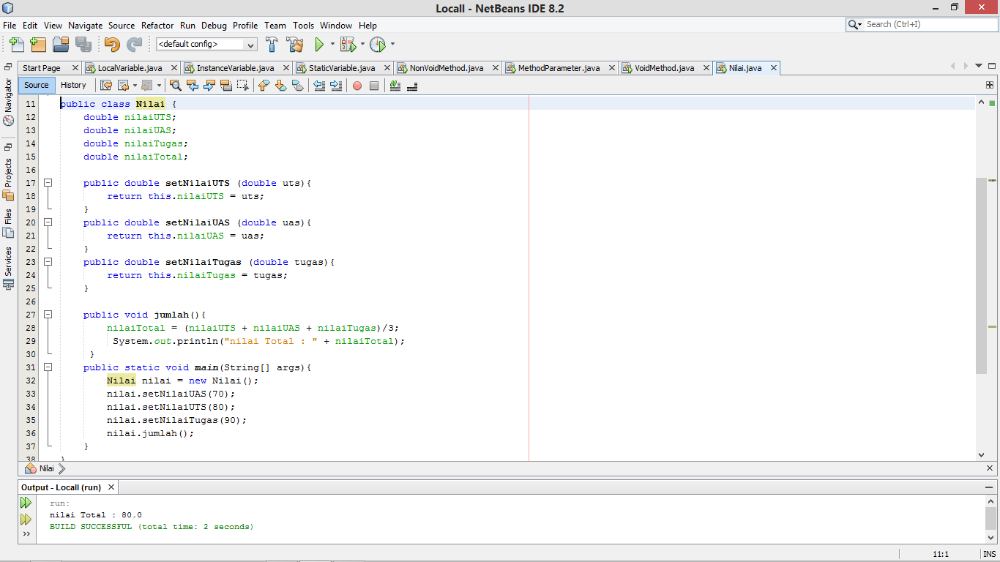 Locall - NetBeans IDE 8.2
File Edit View Navigate Source Refactor Run Debug Profile Team Tools Window Help
Search (Ctrl+I)
<default config>
Start Page LocalVariable.java InstanceVariable.java StaticVariable.java NonVoidMethod.java MethodParameter.java VoidMethod.java Nilai.java
Source History
Navigator
Projects
Files
Services
11 public class Nilai {
12 double nilaiUTS;
13 double nilaiUAS;
14 double nilaiTugas;
15 double nilaiTotal;
16
17 public double setNilaiUTS (double uts){
18 return this.nilaiUTS = uts;
19 }
20 public double setNilaiUAS (double uas){
21 return this.nilaiUAS = uas;
22 }
23 public double setNilaiTugas (double tugas){
24 return this.nilaiTugas = tugas;
25 }
26
27 public void jumlah(){
28 nilaiTotal = (nilaiUTS + nilaiUAS + nilaiTugas)/3;
29 System.out.println("nilai Total : " + nilaiTotal);
30 }
31 public static void main(String[] args){
32 Nilai nilai = new Nilai();
33 nilai.setNilaiUAS(70);
34 nilai.setNilaiUTS(80);
35 nilai.setNilaiTugas(90);
36 nilai.jumlah();
37 }
38 }
Nilai
Output - Locall (run)
run:
nilai Total : 80.0
BUILD SUCCESSFUL (total time: 2 seconds)
11:1 INS